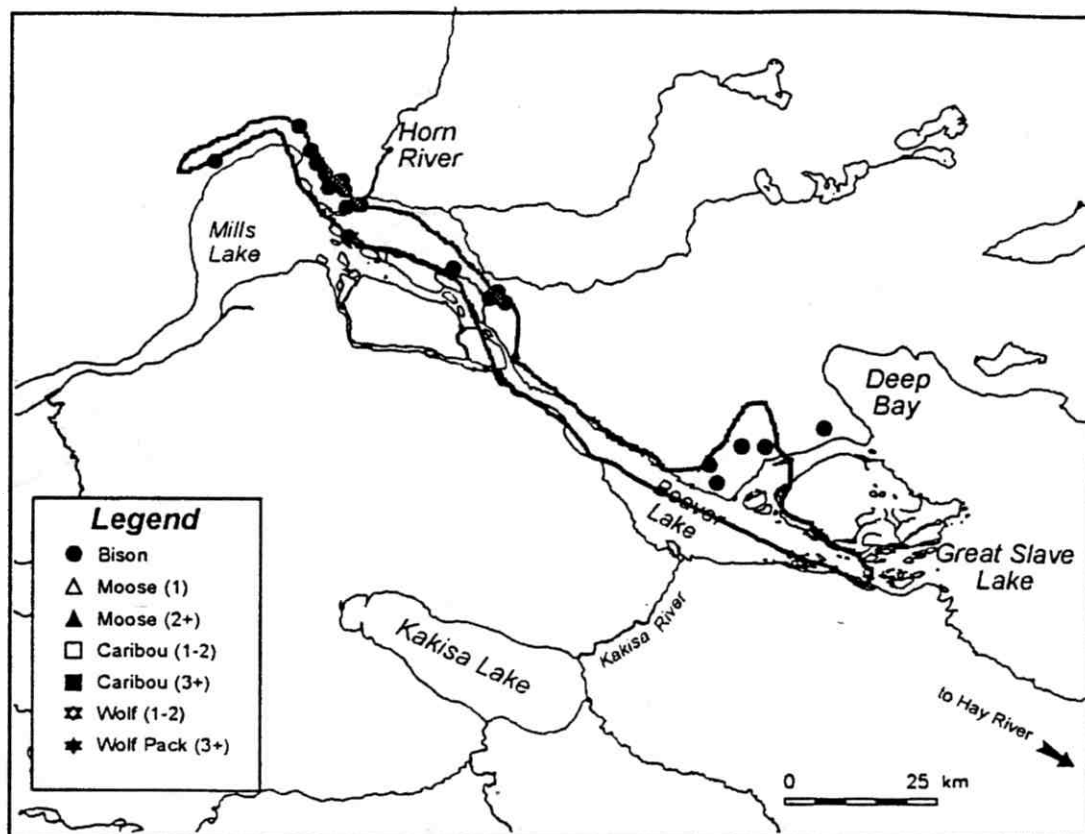 Horn
River
Mills
Lake
Deep
Bay
Beaver
Lake
Great Slave
Lake
Kakisa Lake
Kakisa River
to Hay River
0 25 km
Legend
Bison
Moose (1)
Moose (2+)
Caribou (1-2)
Caribou (3+)
Wolf (1-2)
Wolf Pack (3+)